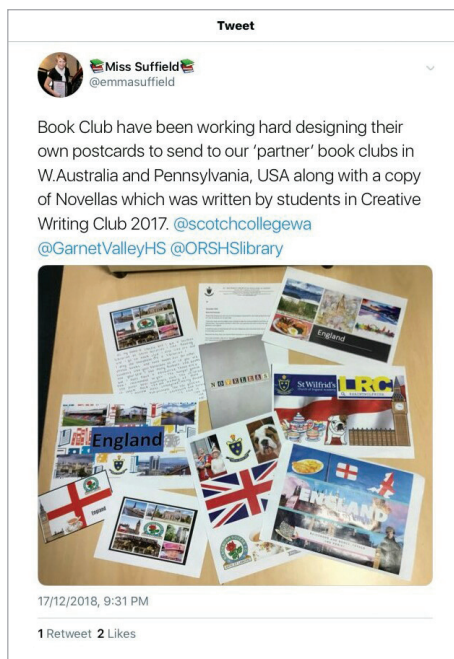 Tweet
Miss Suffield
@emmasuffield
Book Club have been working hard designing their
own postcards to send to our ‘partner’ book clubs in
W.Australia and Pennsylvania, USA along with a copy
of Novellas which was written by students in Creative
Writing Club 2017. @scotchcollegewa
@GarnetValleyHS @ORSHSlibrary
England
NOVELLAS
St Wilfrid's
LRC
England
England
ENGLAND
17/12/2018, 9:31 PM
1 Retweet 2 Likes